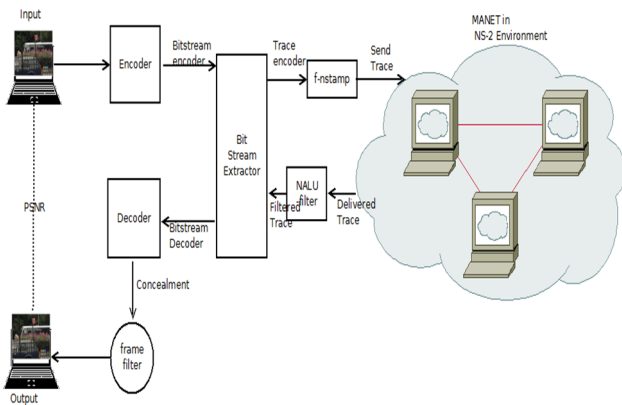 Input
MANET in
NS-2 Environment
Encoder
Bitstream
encoder
Trace
encoder
f-nstamp
Send
Trace
Bit
Stream
Extractor
PSNR
Decoder
Bitstream
Decoder
Filtered
Trace
NALU
filter
Delivered
Trace
Concealment
frame
filter
Output